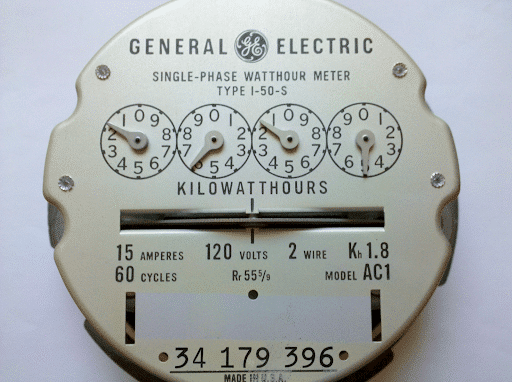 GENERAL GE ELECTRIC
SINGLE-PHASE WATTHOUR METER
TYPE I-50-S
1 0 9 2 8 3 7 4 5 6
9 0 1 8 2 7 3 6 5 4
1 0 9 2 8 3 7 4 5 6
9 0 1 8 2 7 3 6 4
KILOWATTHOURS
15 AMPERES 120 VOLTS 2 WIRE Kh 1.8
60 CYCLES Rr 55 5/9 MODEL AC1
34 179 396
MADE IN U.S.A.